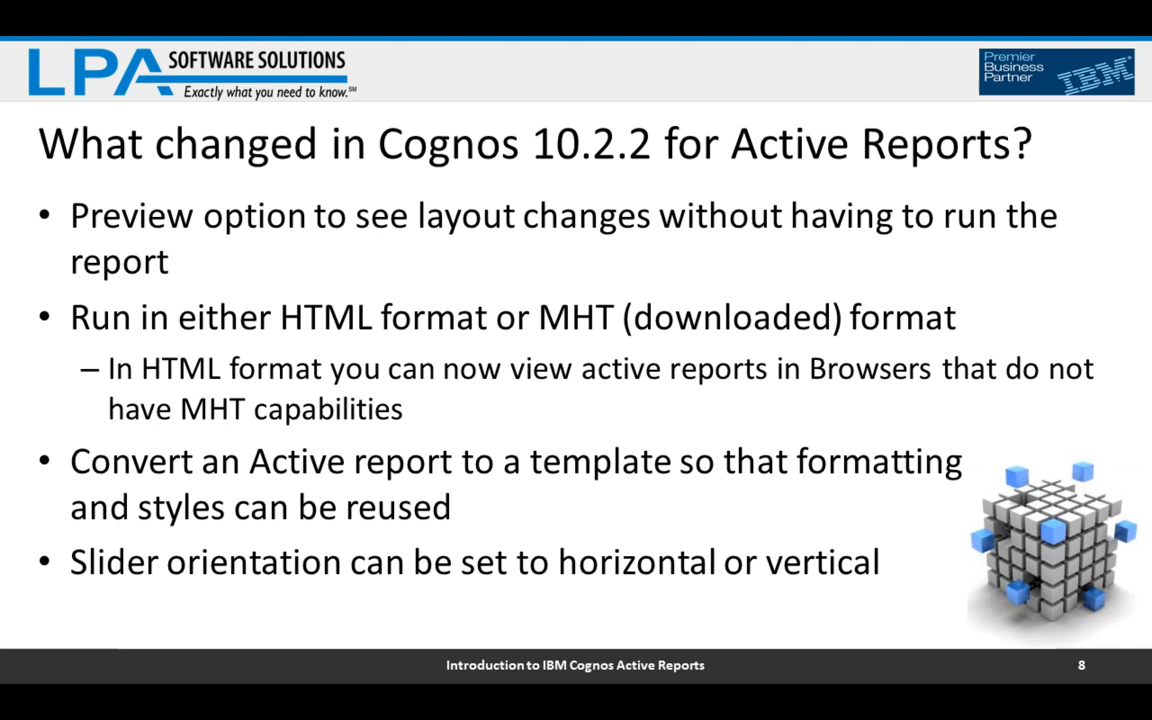 LPA SOFTWARE SOLUTIONS
Exactly what you need to know.℠
Premier
Business
Partner
IBM
What changed in Cognos 10.2.2 for Active Reports?
• Preview option to see layout changes without having to run the
report
• Run in either HTML format or MHT (downloaded) format
– In HTML format you can now view active reports in Browsers that do not
have MHT capabilities
• Convert an Active report to a template so that formatting
and styles can be reused
• Slider orientation can be set to horizontal or vertical
Introduction to IBM Cognos Active Reports
8